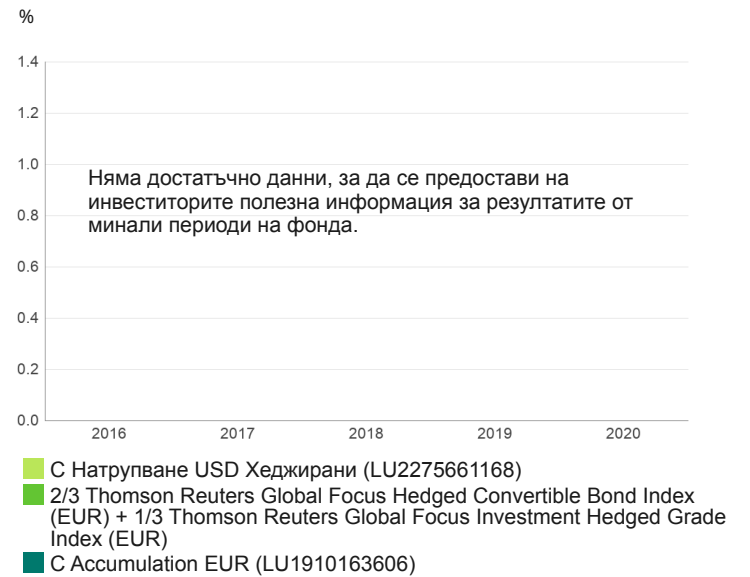 %
1.4
1.2
1.0
0.8
0.6
0.4
0.2
0.0
Няма достатъчно данни, за да се предостави на
инвеститорите полезна информация за резултатите от
минали периоди на фонда.
2016 2017 2018 2019 2020
C Натрупване USD Хеджирани (LU2275661168)
2/3 Thomson Reuters Global Focus Hedged Convertible Bond Index
(EUR) + 1/3 Thomson Reuters Global Focus Investment Hedged Grade
Index (EUR)
C Accumulation EUR (LU1910163606)